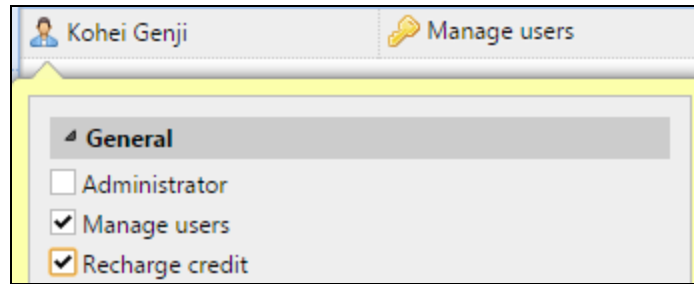 Kohei Genji Manage users
General
Administrator
Manage users
Recharge credit